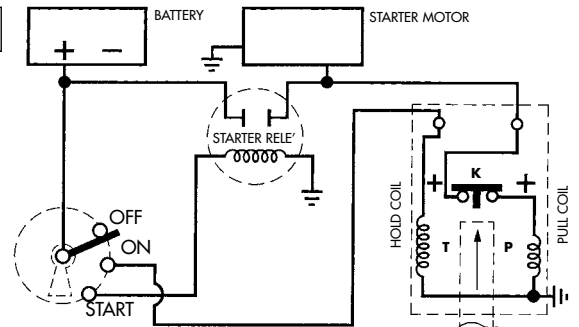 BATTERY
STARTER MOTOR
+ −
STARTER RELE'
K
+ +
HOLD COIL
PULL COIL
T P
OFF
ON
START